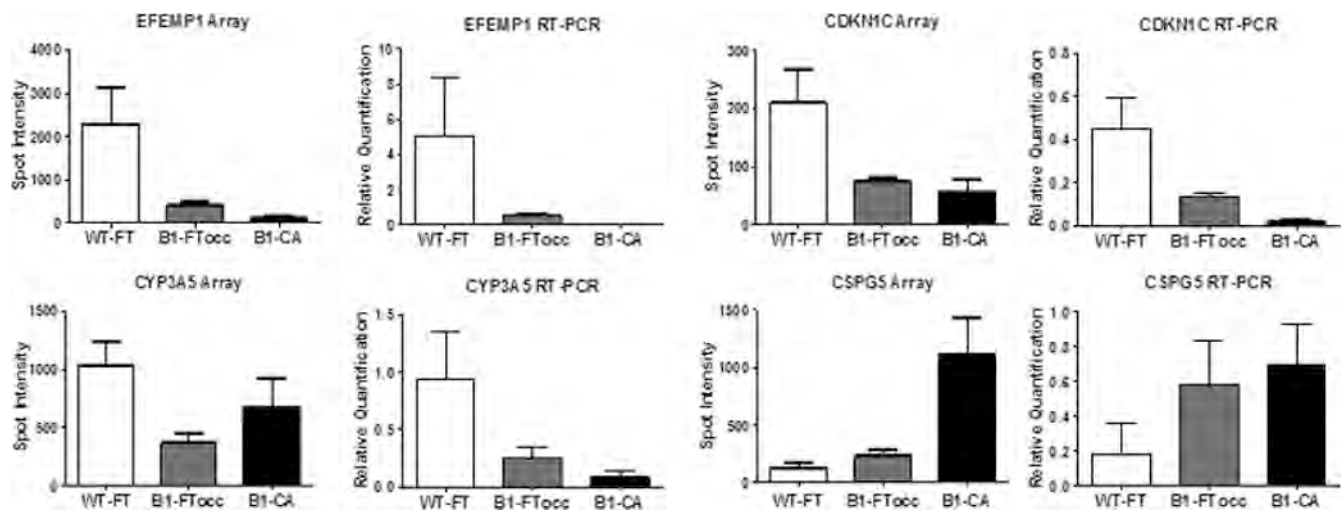 EFEMP1 Array
Spot Intensity
4000
3000
2000
1000
0
WT-FT B1-FTocc B1-CA
EFEMP1 RT-PCR
Relative Quantification
10
8
6
4
2
0
WT-FT B1-FTocc B1-CA
CDKN1C Array
Spot Intensity
300
200
100
0
WT-FT B1-FTocc B1-CA
CDKN1C RT-PCR
Relative Quantification
0.8
0.6
0.4
0.2
0.0
WT-FT B1-FTocc B1-CA
CYP3A5 Array
Spot Intensity
1500
1000
500
0
WT-FT B1-FTocc B1-CA
CYP3A5 RT-PCR
Relative Quantification
1.5
1.0
0.5
0.0
WT-FT B1-FTocc B1-CA
CSPG5 Array
Spot Intensity
1500
1000
500
0
WT-FT B1-FTocc B1-CA
CSPG5 RT-PCR
Relative Quantification
1.0
0.8
0.6
0.4
0.2
0.0
WT-FT B1-FTocc B1-CA